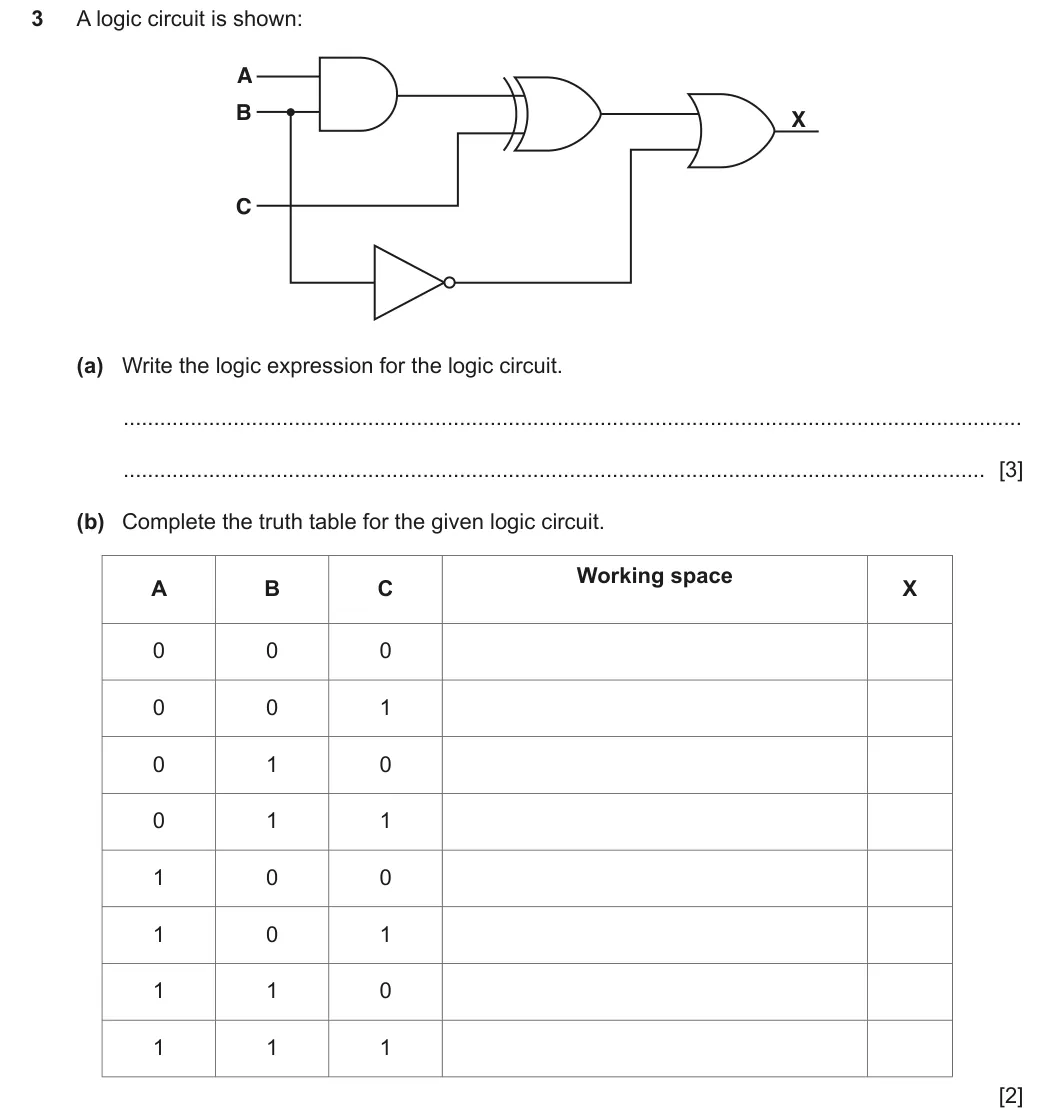 3 A logic circuit is shown:
A
B
X
C
(a) Write the logic expression for the logic circuit.
....................................................................................................................................................
.............................................................................................................................................. [3]
(b) Complete the truth table for the given logic circuit.
A B C Working space X
0 0 0
0 0 1
0 1 0
0 1 1
1 0 0
1 0 1
1 1 0
1 1 1
[2]